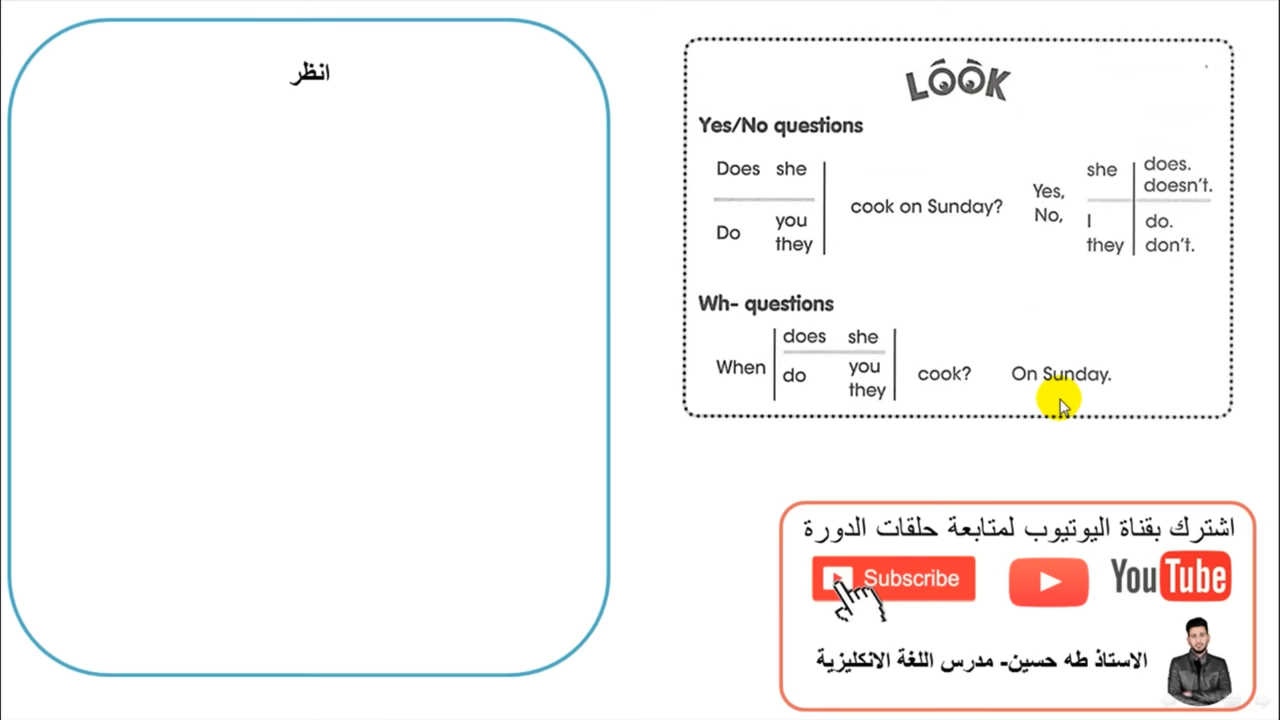 انظر
LOOK
Yes/No questions
Does she
Do you
they
cook on Sunday?
Yes,
No,
she does.
doesn't.
I do.
they don't.
Wh- questions
When
does she
do you
they
cook? On Sunday.
اشترك بقناة اليوتيوب لمتابعة حلقات الدورة
Subscribe
YouTube
الاستاذ طه حسين- مدرس اللغة الانكليزية